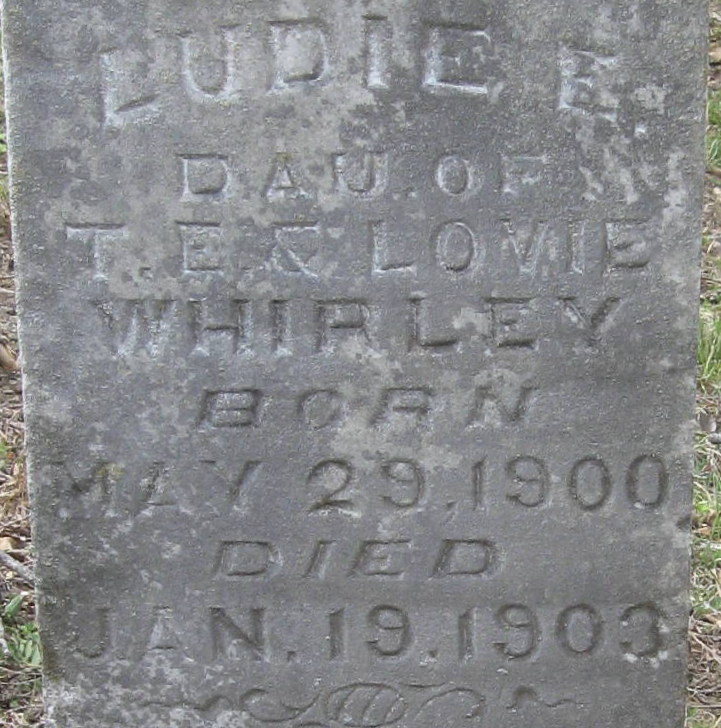 LUDIE E.
DAU. OF
T. E. & LOVIE
WHIRLEY
BORN
MAY 29, 1900
DIED
JAN. 19. 1903